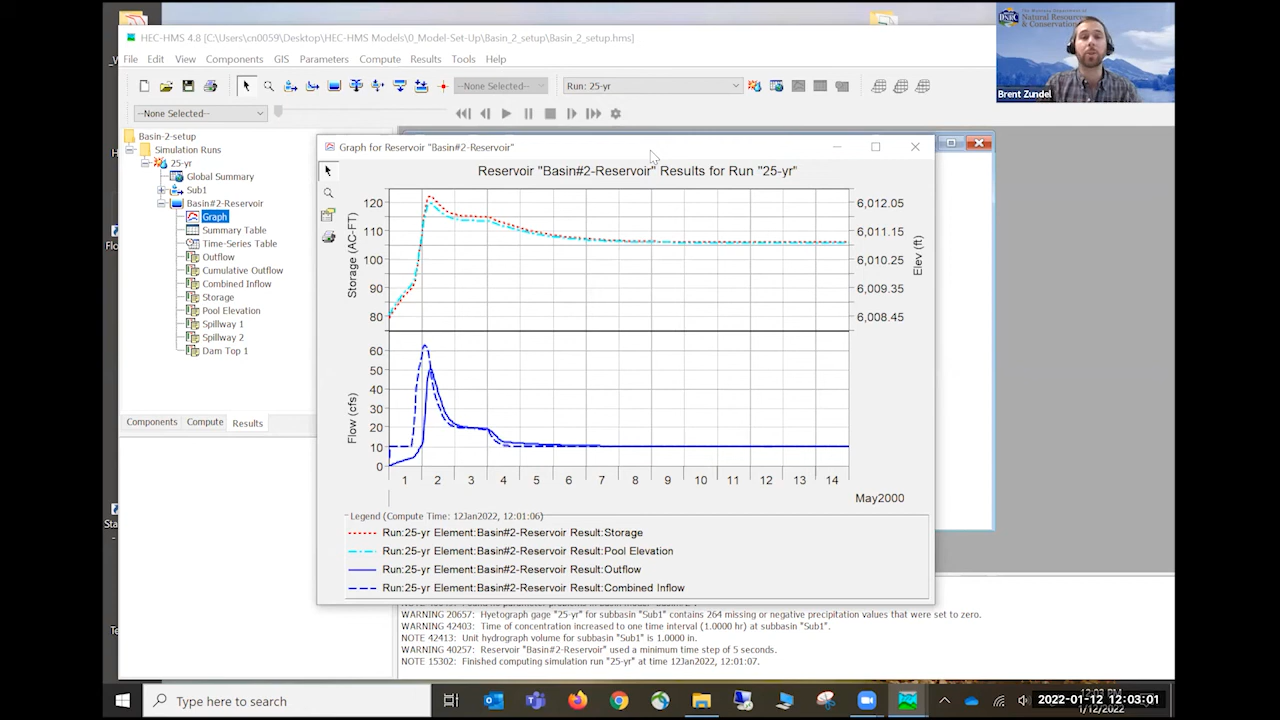 HEC-HMS 4.8 [C:\Users\cn0059\Desktop\HEC-HMS Models\0_Model-Set-Up\Basin_2_setup\Basin_2_setup.hms]
File Edit View Components GIS Parameters Compute Results Tools Help
--None Selected-- Run: 25-yr
--None Selected--
DNRC
Natural Resources
& Conservation
Brent Zundel
Basin-2-setup
Simulation Runs
25-yr
Global Summary
Sub1
Basin#2-Reservoir
Graph
Summary Table
Time-Series Table
Outflow
Cumulative Outflow
Combined Inflow
Storage
Pool Elevation
Spillway 1
Spillway 2
Dam Top 1
Components Compute Results
Graph for Reservoir "Basin#2-Reservoir"
Reservoir "Basin#2-Reservoir" Results for Run "25-yr"
Storage (AC-FT)
120
110
100
90
80
6,012.05
6,011.15
6,010.25
6,009.35
6,008.45
Elev (ft)
Flow (cfs)
60
50
40
30
20
10
0
1 2 3 4 5 6 7 8 9 10 11 12 13 14
May2000
Legend (Compute Time: 12Jan2022, 12:01:06)
Run:25-yr Element:Basin#2-Reservoir Result:Storage
Run:25-yr Element:Basin#2-Reservoir Result:Pool Elevation
Run:25-yr Element:Basin#2-Reservoir Result:Outflow
Run:25-yr Element:Basin#2-Reservoir Result:Combined Inflow
WARNING 20657: Hyetograph gage "25-yr" for subbasin "Sub1" contains 264 missing or negative precipitation values that were set to zero.
WARNING 42403: Time of concentration increased to one time interval (1.0000 hr) at subbasin "Sub1".
NOTE 42413: Unit hydrograph volume for subbasin "Sub1" is 1.0000 in.
WARNING 40257: Reservoir "Basin#2-Reservoir" used a minimum time step of 5 seconds.
NOTE 15302: Finished computing simulation run "25-yr" at time 12Jan2022, 12:01:07.
Type here to search
2022-01-12 12:03:01
1/12/2022